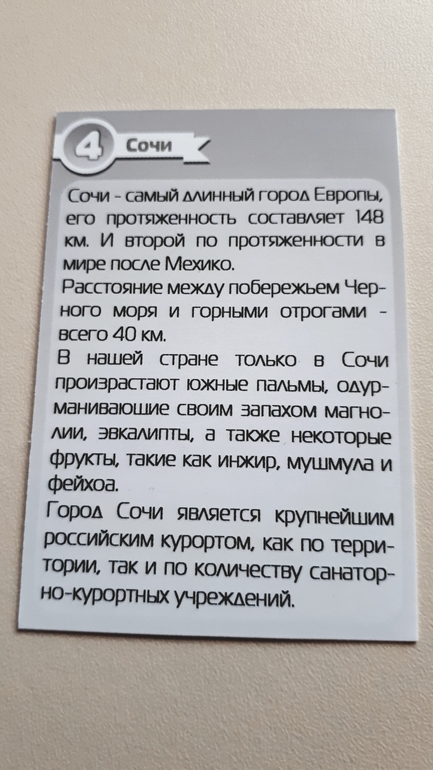 4 Сочи
Сочи - самый длинный город Европы,
его протяженность составляет 148
км. И второй по протяженности в
мире после Мехико.
Расстояние между побережьем Чер-
ного моря и горными отрогами -
всего 40 км.
В нашей стране только в Сочи
произрастают южные пальмы, одур-
манивающие своим запахом магно-
лии, эвкалипты, а также некоторые
фрукты, такие как инжир, мушмула и
фейхоа.
Город Сочи является крупнейшим
российским курортом, как по терри-
тории, так и по количеству санатор-
но-курортных учреждений.